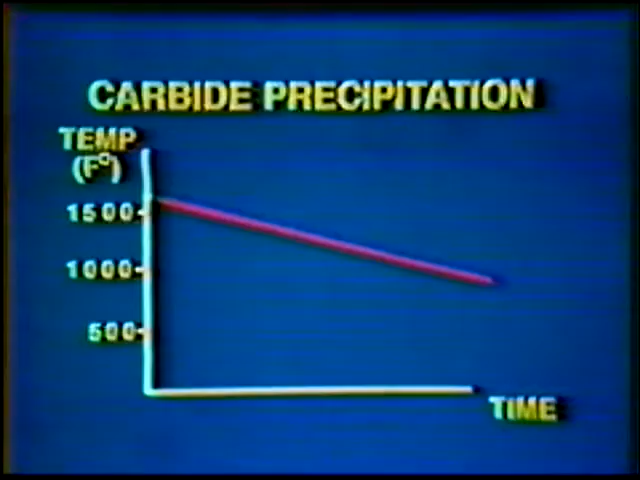 CARBIDE PRECIPITATION
TEMP.
(F°)
1500
1000
500
TIME